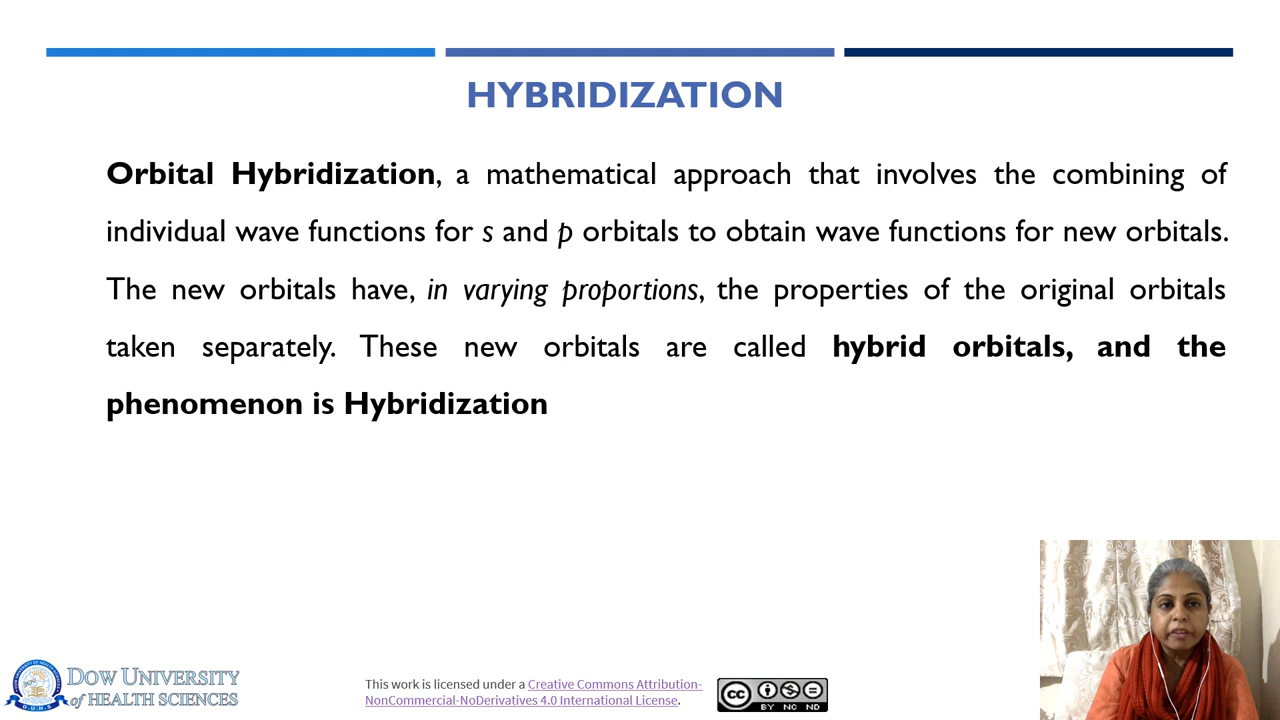 HYBRIDIZATION
Orbital Hybridization, a mathematical approach that involves the combining of
individual wave functions for s and p orbitals to obtain wave functions for new orbitals.
The new orbitals have, in varying proportions, the properties of the original orbitals
taken separately. These new orbitals are called hybrid orbitals, and the
phenomenon is Hybridization
DOW UNIVERSITY
of HEALTH SCIENCES
D.U.H.S
This work is licensed under a Creative Commons Attribution-
NonCommercial-NoDerivatives 4.0 International License.
cc
BY NC ND